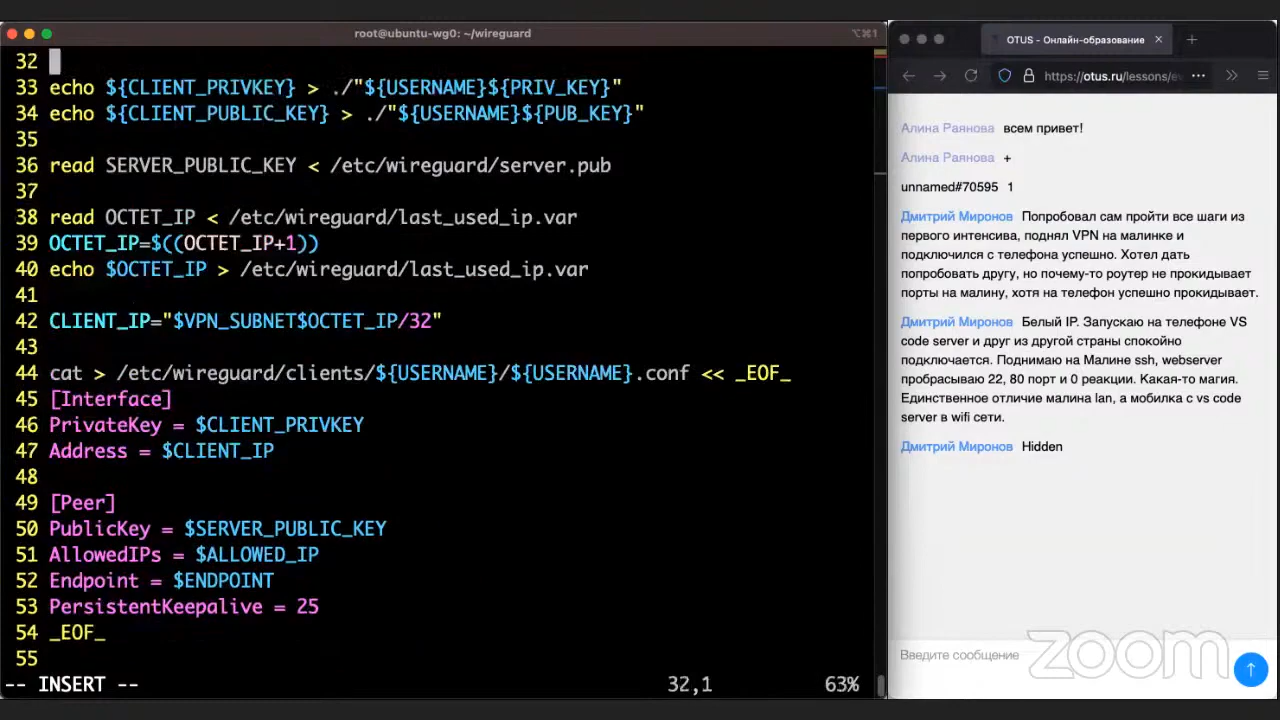 root@ubuntu-wg0: ~/wireguard
⌥⌘1
32
33 echo ${CLIENT_PRIVKEY} > ./"${USERNAME}${PRIV_KEY}"
34 echo ${CLIENT_PUBLIC_KEY} > ./"${USERNAME}${PUB_KEY}"
35
36 read SERVER_PUBLIC_KEY < /etc/wireguard/server.pub
37
38 read OCTET_IP < /etc/wireguard/last_used_ip.var
39 OCTET_IP=$((OCTET_IP+1))
40 echo $OCTET_IP > /etc/wireguard/last_used_ip.var
41
42 CLIENT_IP="$VPN_SUBNET$OCTET_IP/32"
43
44 cat > /etc/wireguard/clients/${USERNAME}/${USERNAME}.conf << _EOF_
45 [Interface]
46 PrivateKey = $CLIENT_PRIVKEY
47 Address = $CLIENT_IP
48
49 [Peer]
50 PublicKey = $SERVER_PUBLIC_KEY
51 AllowedIPs = $ALLOWED_IP
52 Endpoint = $ENDPOINT
53 PersistentKeepalive = 25
54 _EOF_
55
-- INSERT -- 32,1 63%
OTUS - Онлайн-образование
https://otus.ru/lessons/ev
Алина Раянова всем привет!
Алина Раянова +
unnamed#70595 1
Дмитрий Миронов Попробовал сам пройти все шаги из
первого интенсива, поднял VPN на малинке и
подключился с телефона успешно. Хотел дать
попробовать другу, но почему-то роутер не прокидывает
порты на малину, хотя на телефон успешно прокидывает.
Дмитрий Миронов Белый IP. Запускаю на телефоне VS
code server и друг из другой страны спокойно
подключается. Поднимаю на Малине ssh, webserver
пробрасываю 22, 80 порт и 0 реакции. Какая-то магия.
Единственное отличие малина lan, а мобилка с vs code
server в wifi сети.
Дмитрий Миронов Hidden
Введите сообщение
zoom